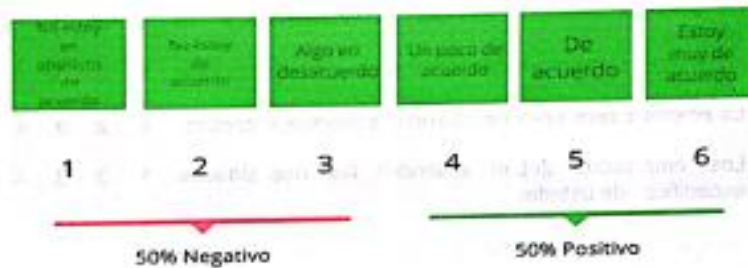 No estoy
en
absoluto
de
acuerdo
No estoy
de
acuerdo
Algo en
desacuerdo
Un poco de
acuerdo
De
acuerdo
Estoy
muy de
acuerdo
1 2 3 4 5 6
50% Negativo
50% Positivo